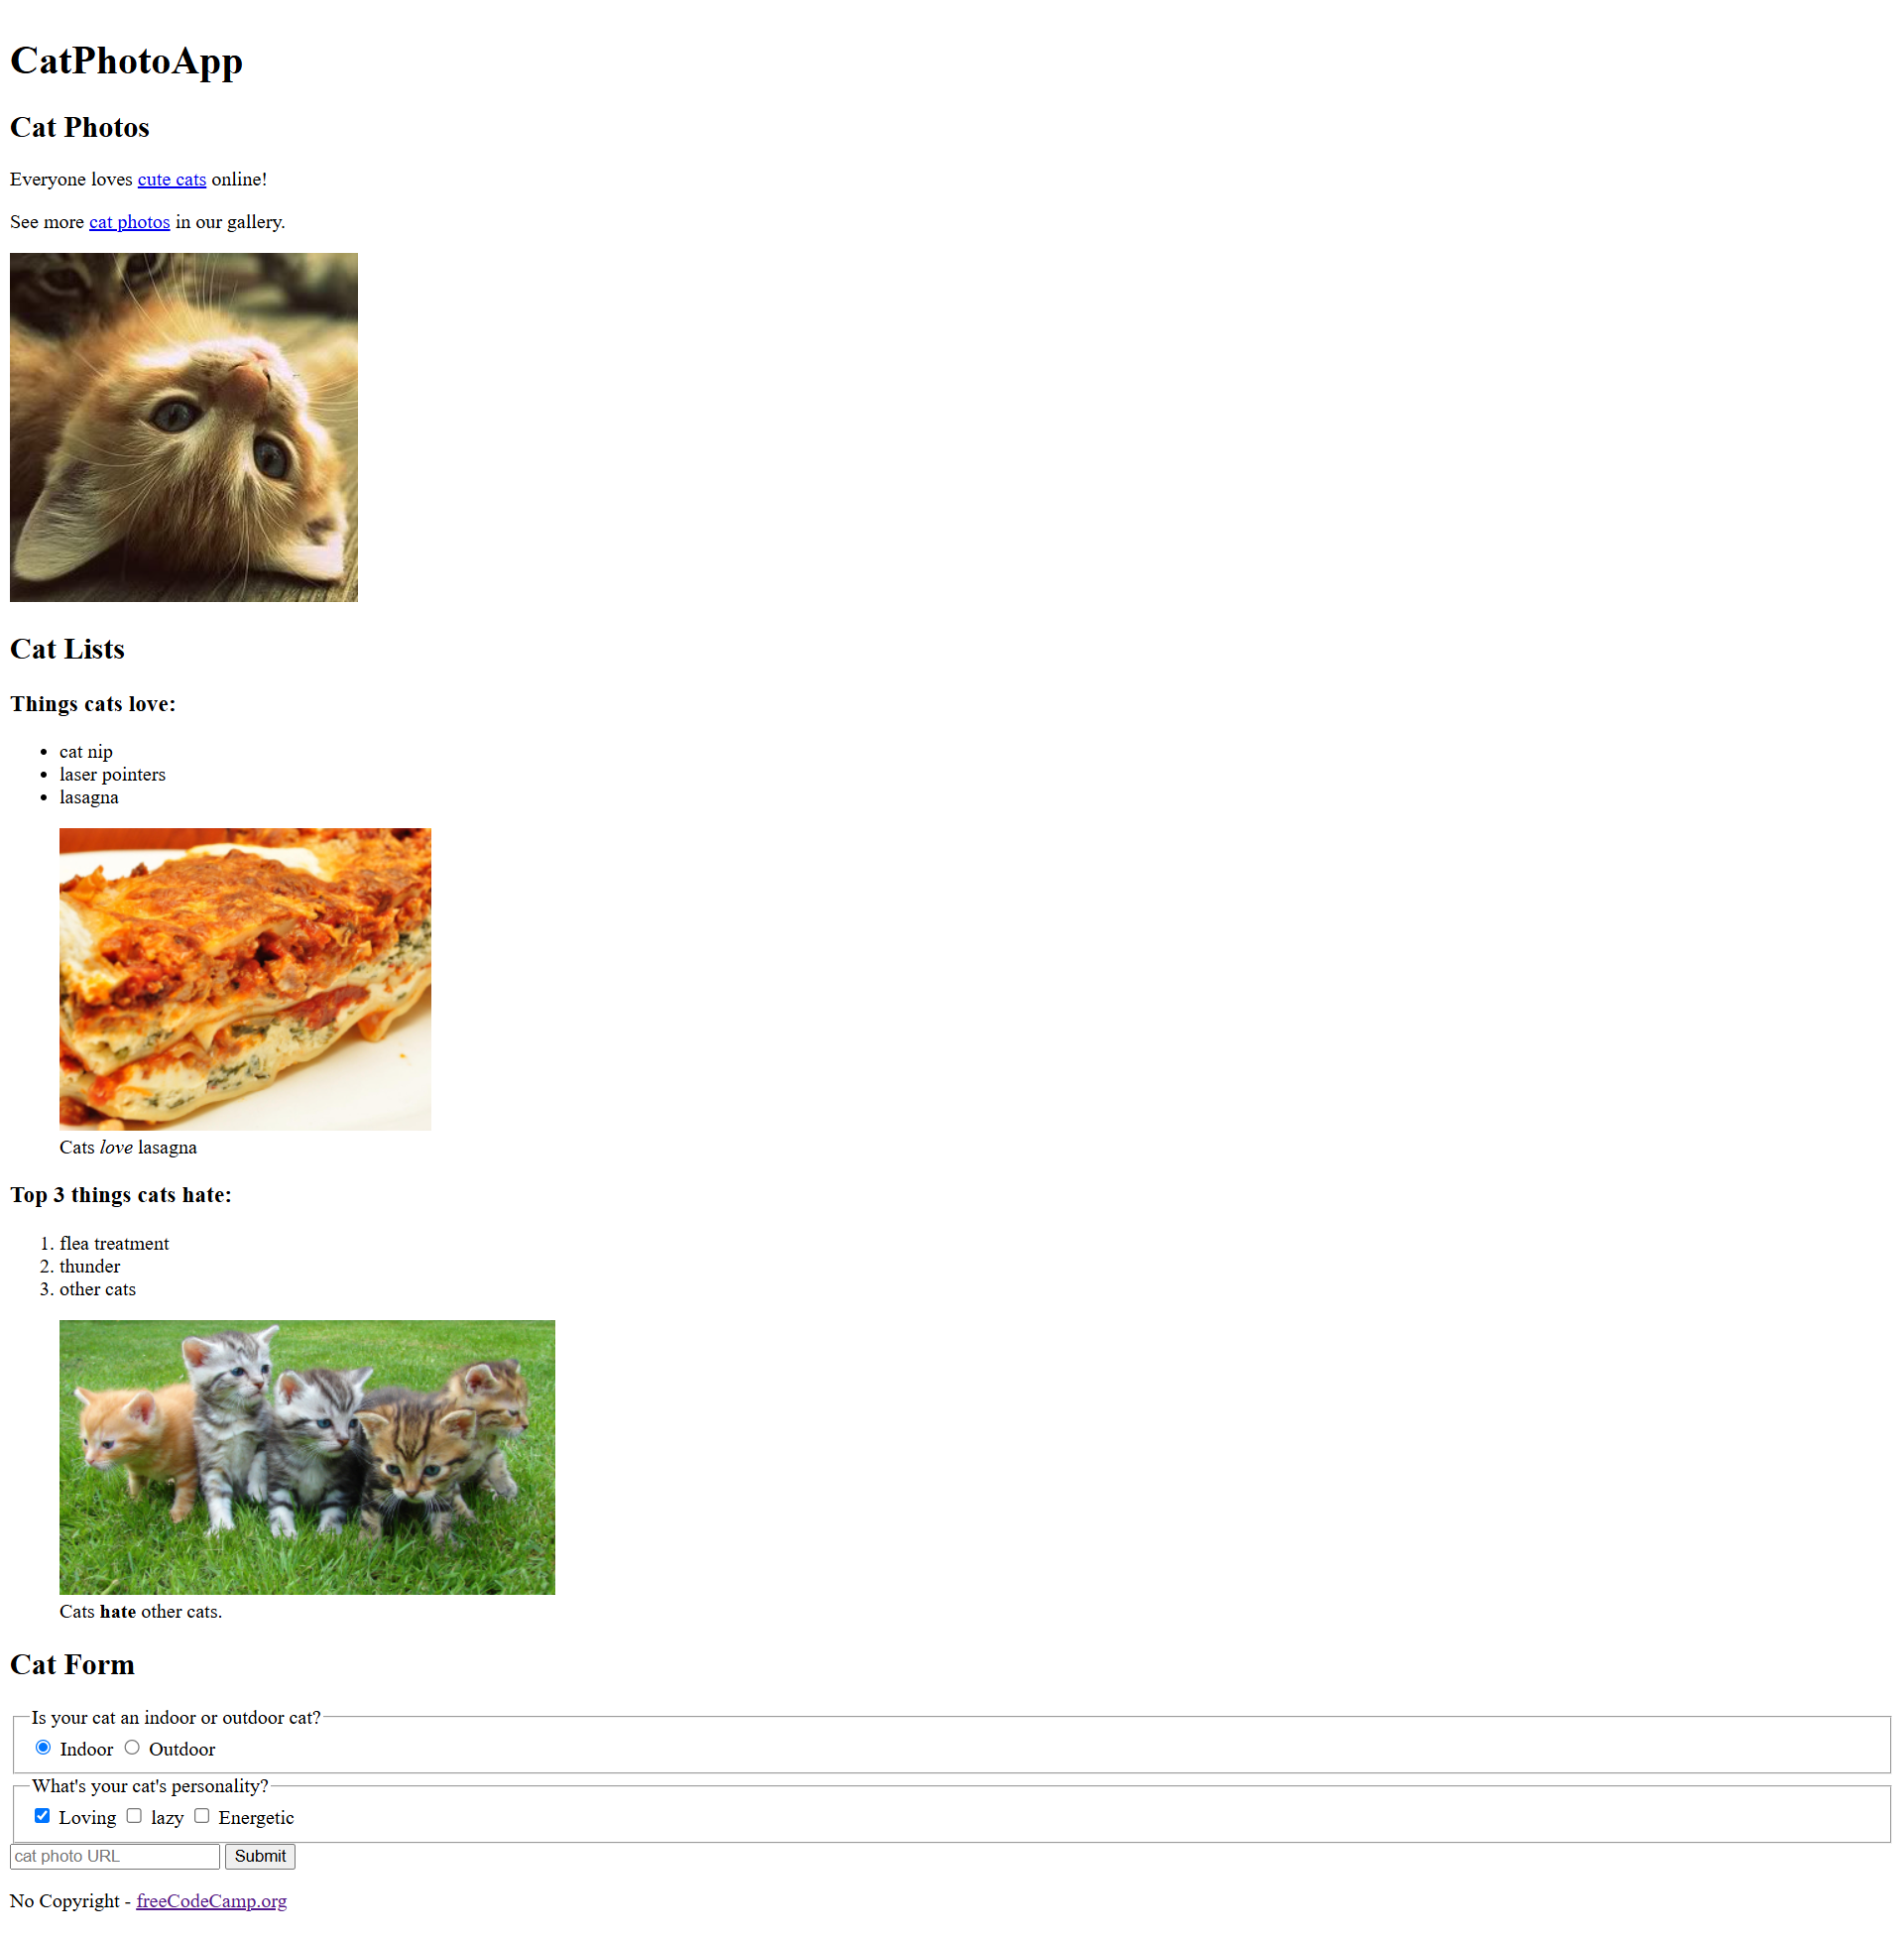 CatPhotoApp
Cat Photos
Everyone loves cute cats online!
See more cat photos in our gallery.
Cat Lists
Things cats love:
• cat nip
• laser pointers
• lasagna
Cats love lasagna
Top 3 things cats hate:
1. flea treatment
2. thunder
3. other cats
Cats hate other cats.
Cat Form
Is your cat an indoor or outdoor cat?
Indoor Outdoor
What's your cat's personality?
Loving lazy Energetic
cat photo URL Submit
No Copyright - freeCodeCamp.org